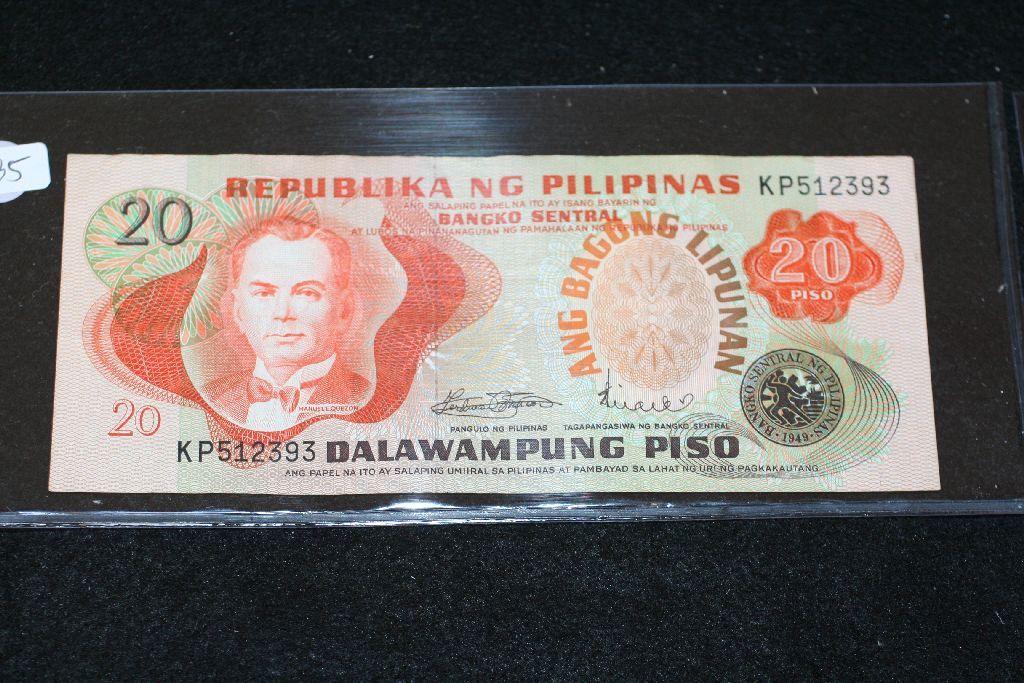 35
REPUBLIKA NG PILIPINAS KP512393
20
ANG SALAPING PAPEL NA ITO AY ISANG BAYARIN NG
BANGKO SENTRAL
AT LUBOS NA PINANANAGUTAN NG PAMAHALAAN NG REPUBLIKA NG PILIPINAS
ANG BAGONG LIPUNAN
20
PISO
MANUEL L. QUEZON
20
BANGKO SENTRAL NG PILIPINAS
·1949·
PANGULO NG PILIPINAS TAGAPANGASIWA NG BANGKO SENTRAL
KP512393 DALAWAMPUNG PISO
ANG PAPEL NA ITO AY SALAPING UMIIRAL SA PILIPINAS AT PAMBAYAD SA LAHAT NG URI NG PAGKAKAUTANG